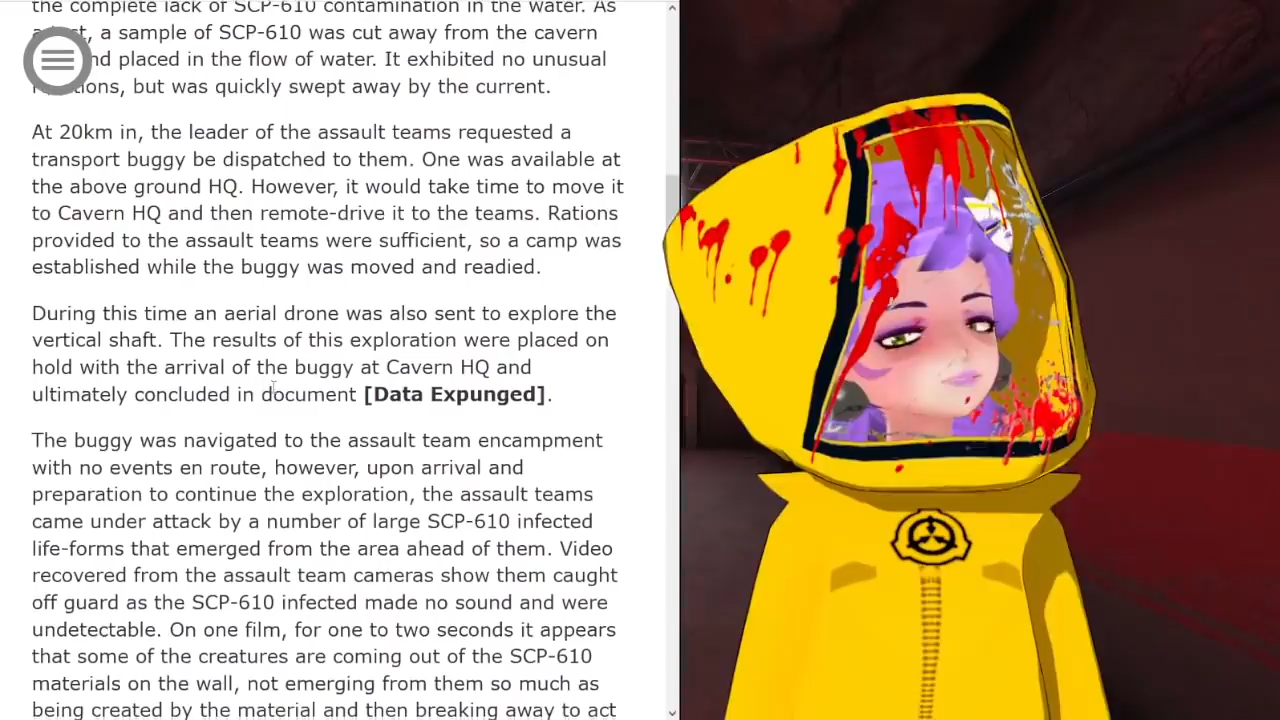 the complete lack of SCP-610 contamination in the water. As
a sample of SCP-610 was cut away from the cavern
placed in the flow of water. It exhibited no unusual
but was quickly swept away by the current.
At 20km in, the leader of the assault teams requested a
transport buggy be dispatched to them. One was available at
the above ground HQ. However, it would take time to move it
to Cavern HQ and then remote-drive it to the teams. Rations
provided to the assault teams were sufficient, so a camp was
established while the buggy was moved and readied.
During this time an aerial drone was also sent to explore the
vertical shaft. The results of this exploration were placed on
hold with the arrival of the buggy at Cavern HQ and
ultimately concluded in document [Data Expunged].
The buggy was navigated to the assault team encampment
with no events en route, however, upon arrival and
preparation to continue the exploration, the assault teams
came under attack by a number of large SCP-610 infected
life-forms that emerged from the area ahead of them. Video
recovered from the assault team cameras show them caught
off guard as the SCP-610 infected made no sound and were
undetectable. On one film, for one to two seconds it appears
that some of the creatures are coming out of the SCP-610
materials on the wall, not emerging from them so much as
being created by the material and then breaking away to act